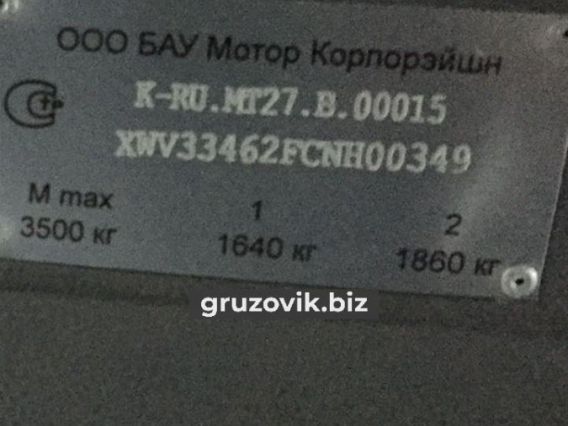 ООО БАУ Мотор Корпорэйшн
K-RU.MT27.B.00015
XWV33462FCNH00349
M max 1 2
3500 кг 1640 кг 1860 кг
gruzovik.biz